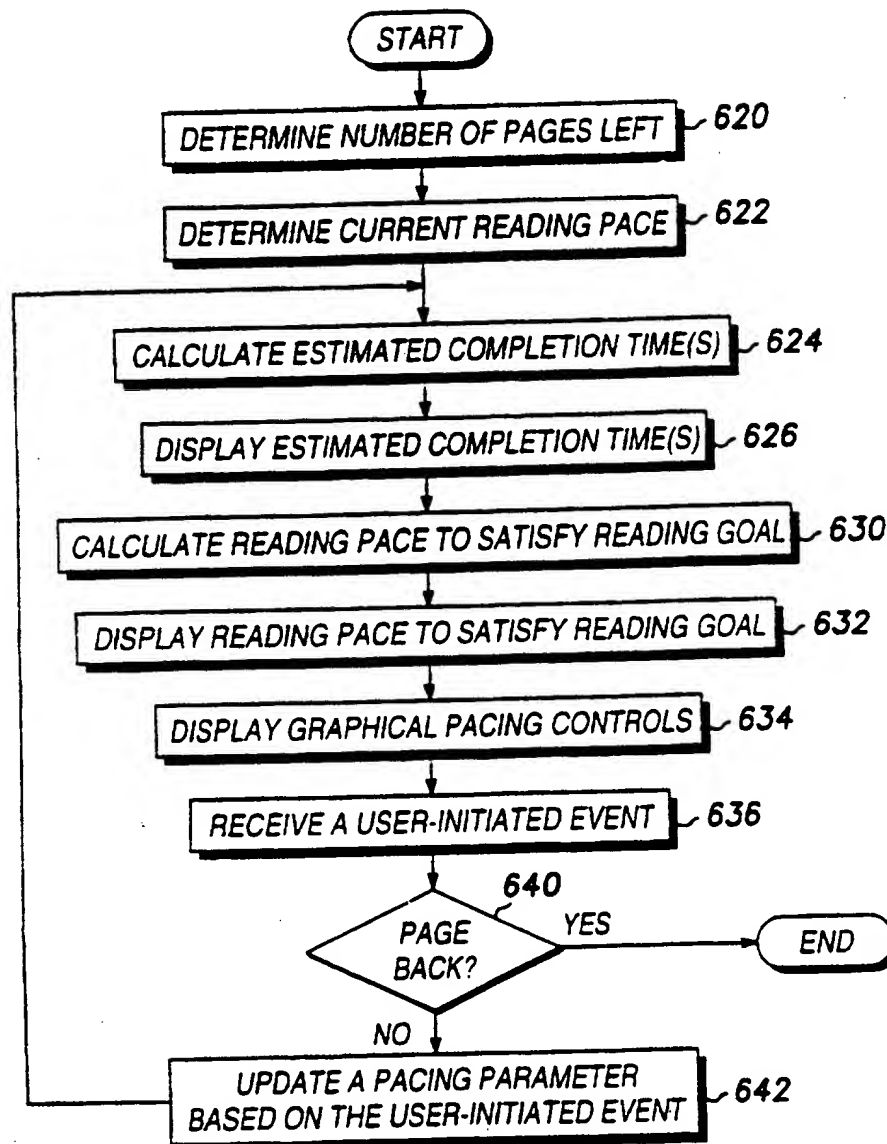 START
DETERMINE NUMBER OF PAGES LEFT 620
DETERMINE CURRENT READING PACE 622
CALCULATE ESTIMATED COMPLETION TIME(S) 624
DISPLAY ESTIMATED COMPLETION TIME(S) 626
CALCULATE READING PACE TO SATISFY READING GOAL 630
DISPLAY READING PACE TO SATISFY READING GOAL 632
DISPLAY GRAPHICAL PACING CONTROLS 634
RECEIVE A USER-INITIATED EVENT 636
640
PAGE
BACK?
YES
END
NO
UPDATE A PACING PARAMETER
BASED ON THE USER-INITIATED EVENT 642